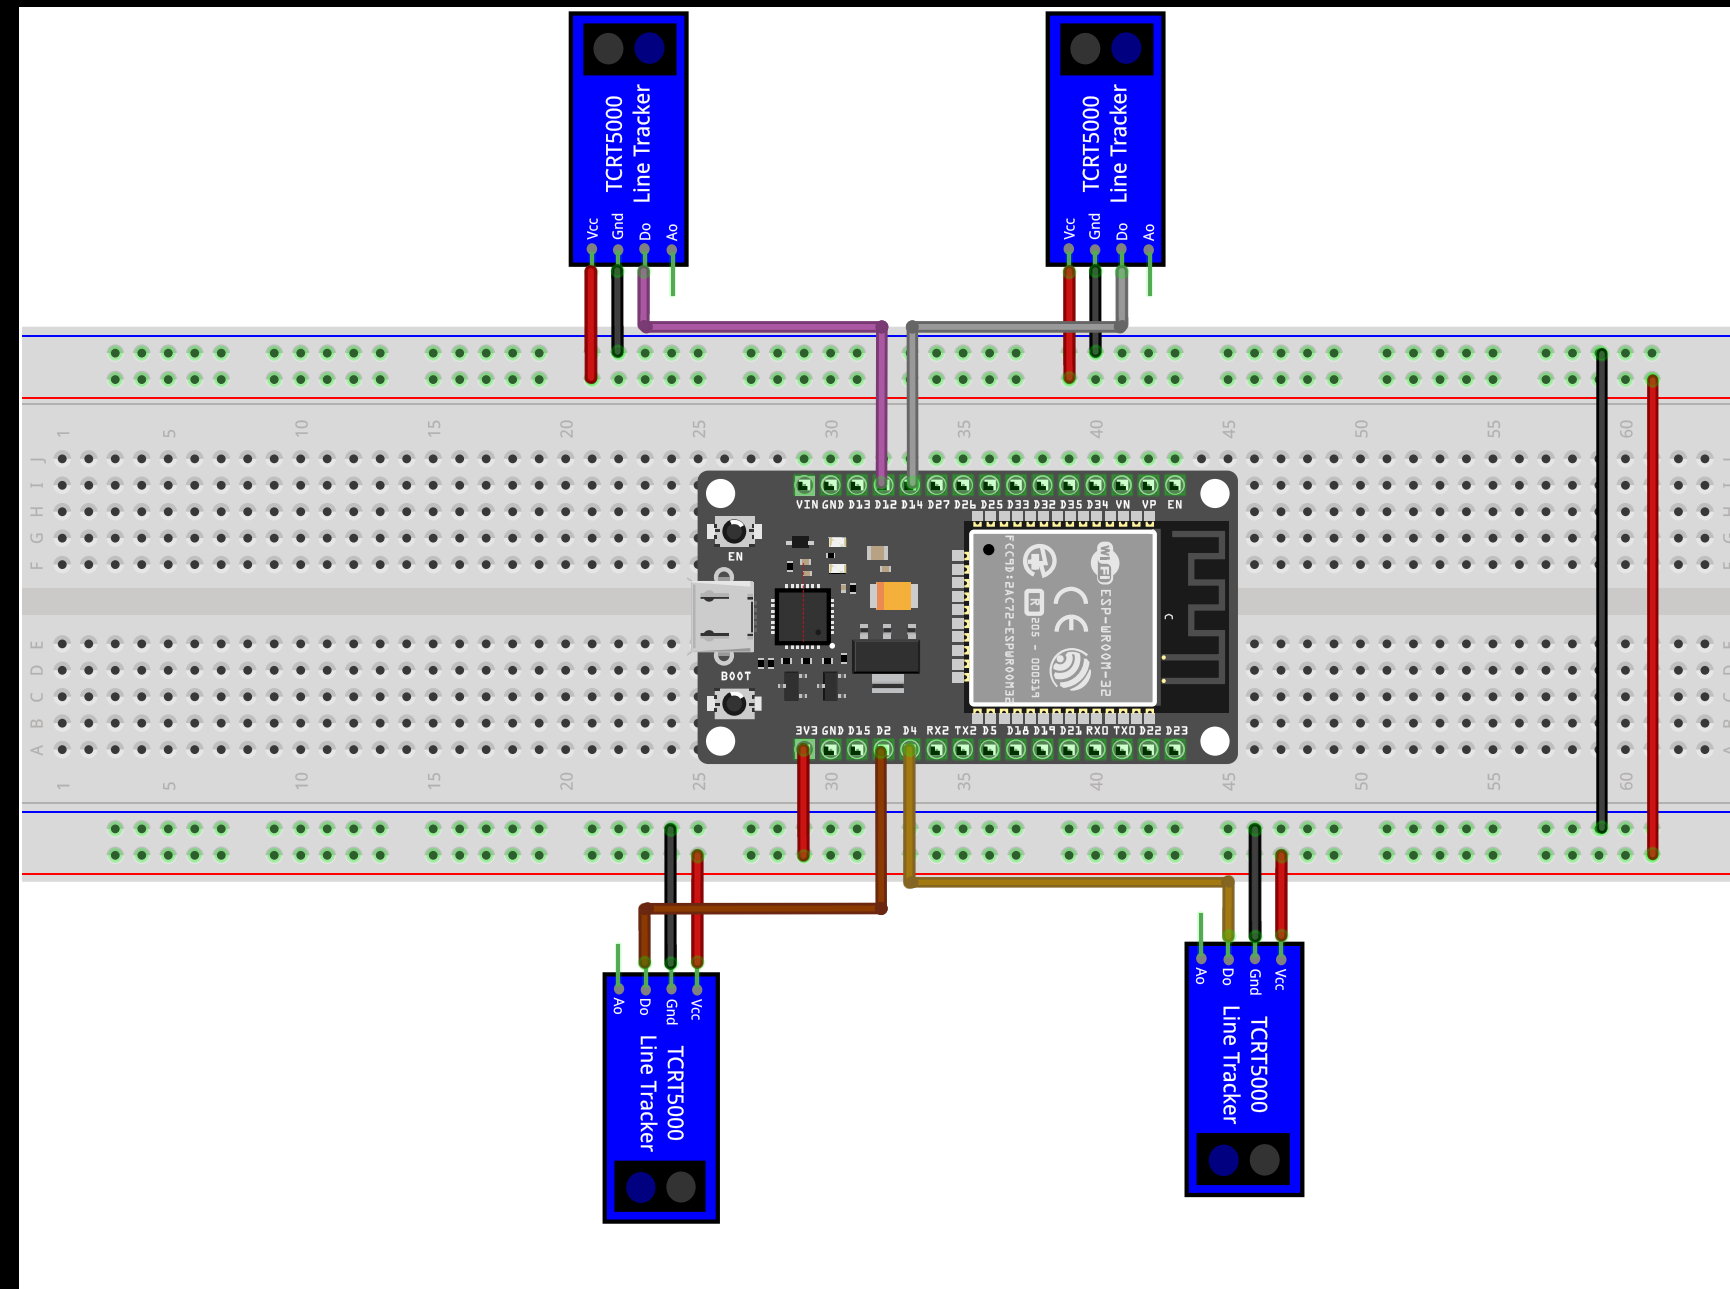 TCRT5000
Line Tracker
Vcc Gnd Do Ao
TCRT5000
Line Tracker
Vcc Gnd Do Ao
1 5 10 15 20 25 30 35 40 45 50 55 60
J
I
H
G
F
VIN GND D13 D12 D14 D27 D26 D25 D33 D32 D35 D34 VN VP EN
EN
WiFi
ESP-WROOM-32
CE
R
205 - 000519
C
E
D
C
B
A
BOOT
3V3 GND D15 D2 D4 RX2 TX2 D5 D18 D19 D21 RX0 TX0 D22 D23
1 5 10 15 20 25 30 35 40 45 50 55 60
Ao Do Gnd Vcc
TCRT5000
Line Tracker
Ao Do Gnd Vcc
TCRT5000
Line Tracker